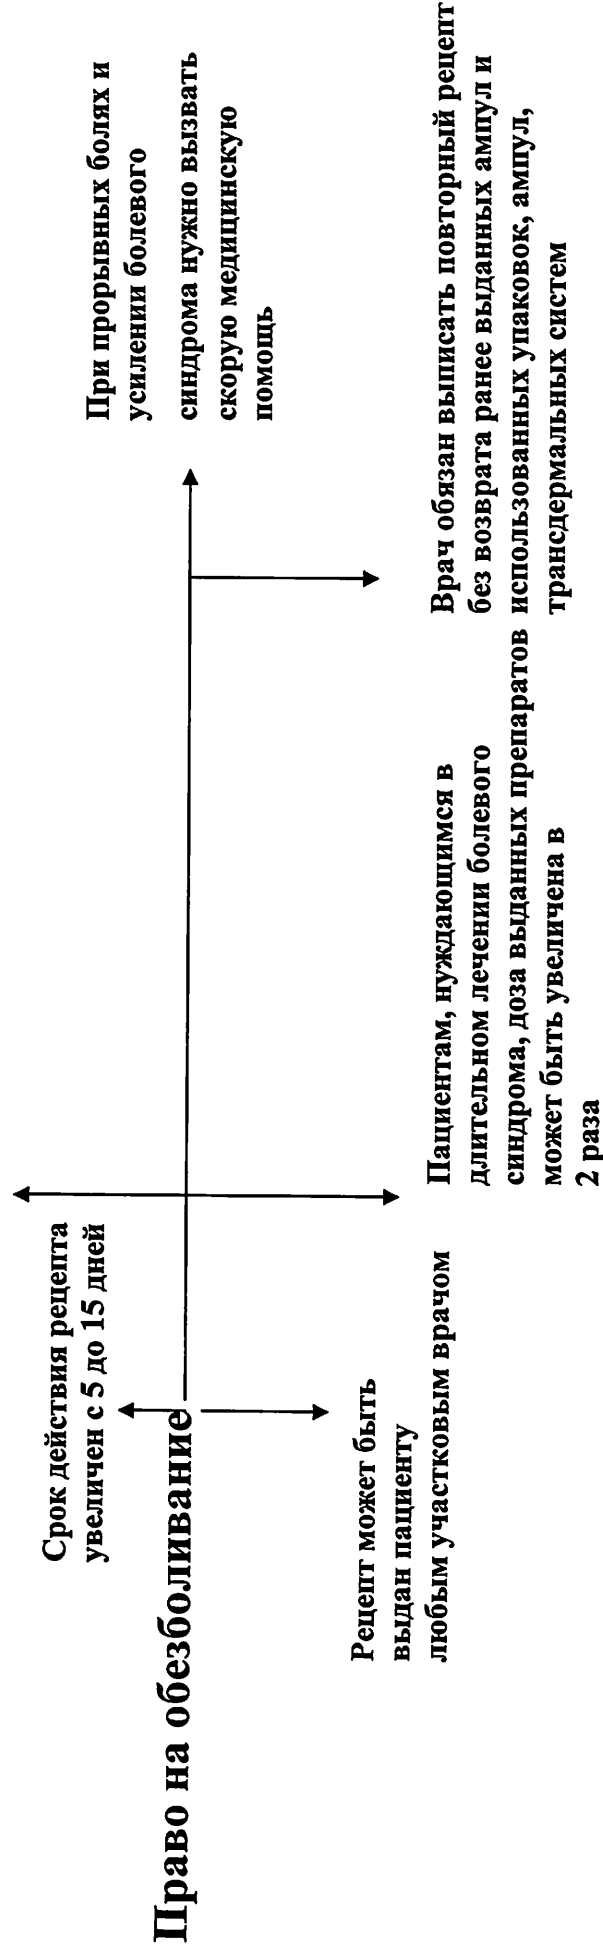 Право на обезболивание
Срок действия рецепта
увеличен с 5 до 15 дней
Рецепт может быть
выдан пациенту
любым участковым врачом
Пациентам, нуждающимся в
длительном лечении болевого
синдрома, доза выданных препаратов
может быть увеличена в
2 раза
При прорывных болях и
усилении болевого
синдрома нужно вызвать
скорую медицинскую
помощь
Врач обязан выписать повторный рецепт
без возврата ранее выданных ампул и
использованных упаковок, ампул,
трансдермальных систем